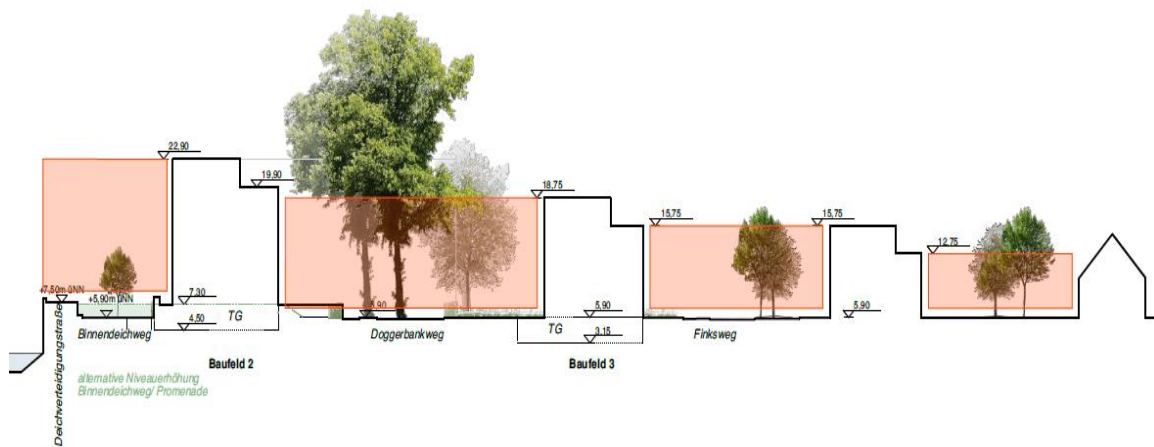 22,90
19,90
18,75
15,75
15,75
12,75
+7,50m üNN
+5,90m üNN
7,30
TG
4,50
5,90
5,90
TG
3,15
5,90
Binnendeichweg
Doggerbankweg
Finksweg
Baufeld 2
Baufeld 3
alternative Niveauerhöhung
Binnendeichweg/ Promenade
Deichverteidigungstraße